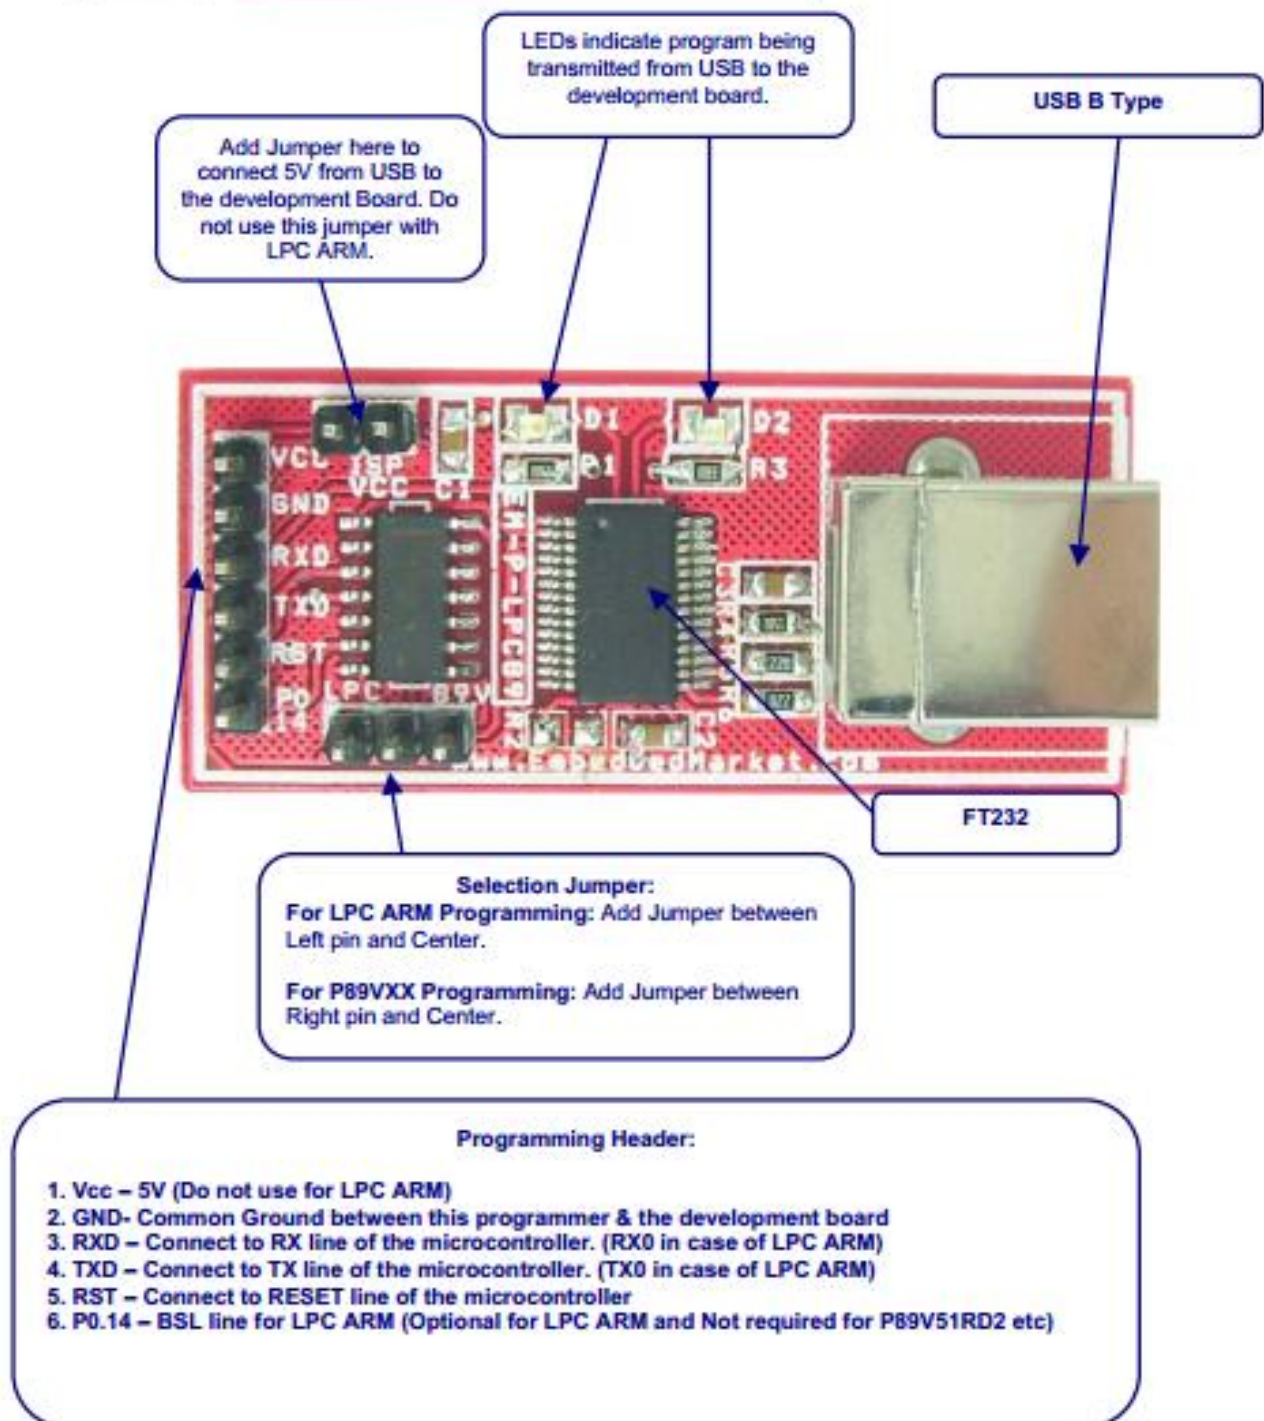 LEDs indicate program being
transmitted from USB to the
development board.
USB B Type
Add Jumper here to
connect 5V from USB to
the development Board. Do
not use this jumper with
LPC ARM.
D1
D2
VCC
ISP
VCC
C1
R3
GND
RXD
TXD
RST
P0
.14
LPC
89V
EM-P-LPC89
R2
C2
www.EmbeddedMarket.com
FT232
Selection Jumper:
For LPC ARM Programming: Add Jumper between
Left pin and Center.
For P89VXX Programming: Add Jumper between
Right pin and Center.
Programming Header:
1. Vcc – 5V (Do not use for LPC ARM)
2. GND- Common Ground between this programmer & the development board
3. RXD – Connect to RX line of the microcontroller. (RX0 in case of LPC ARM)
4. TXD – Connect to TX line of the microcontroller. (TX0 in case of LPC ARM)
5. RST – Connect to RESET line of the microcontroller
6. P0.14 – BSL line for LPC ARM (Optional for LPC ARM and Not required for P89V51RD2 etc)